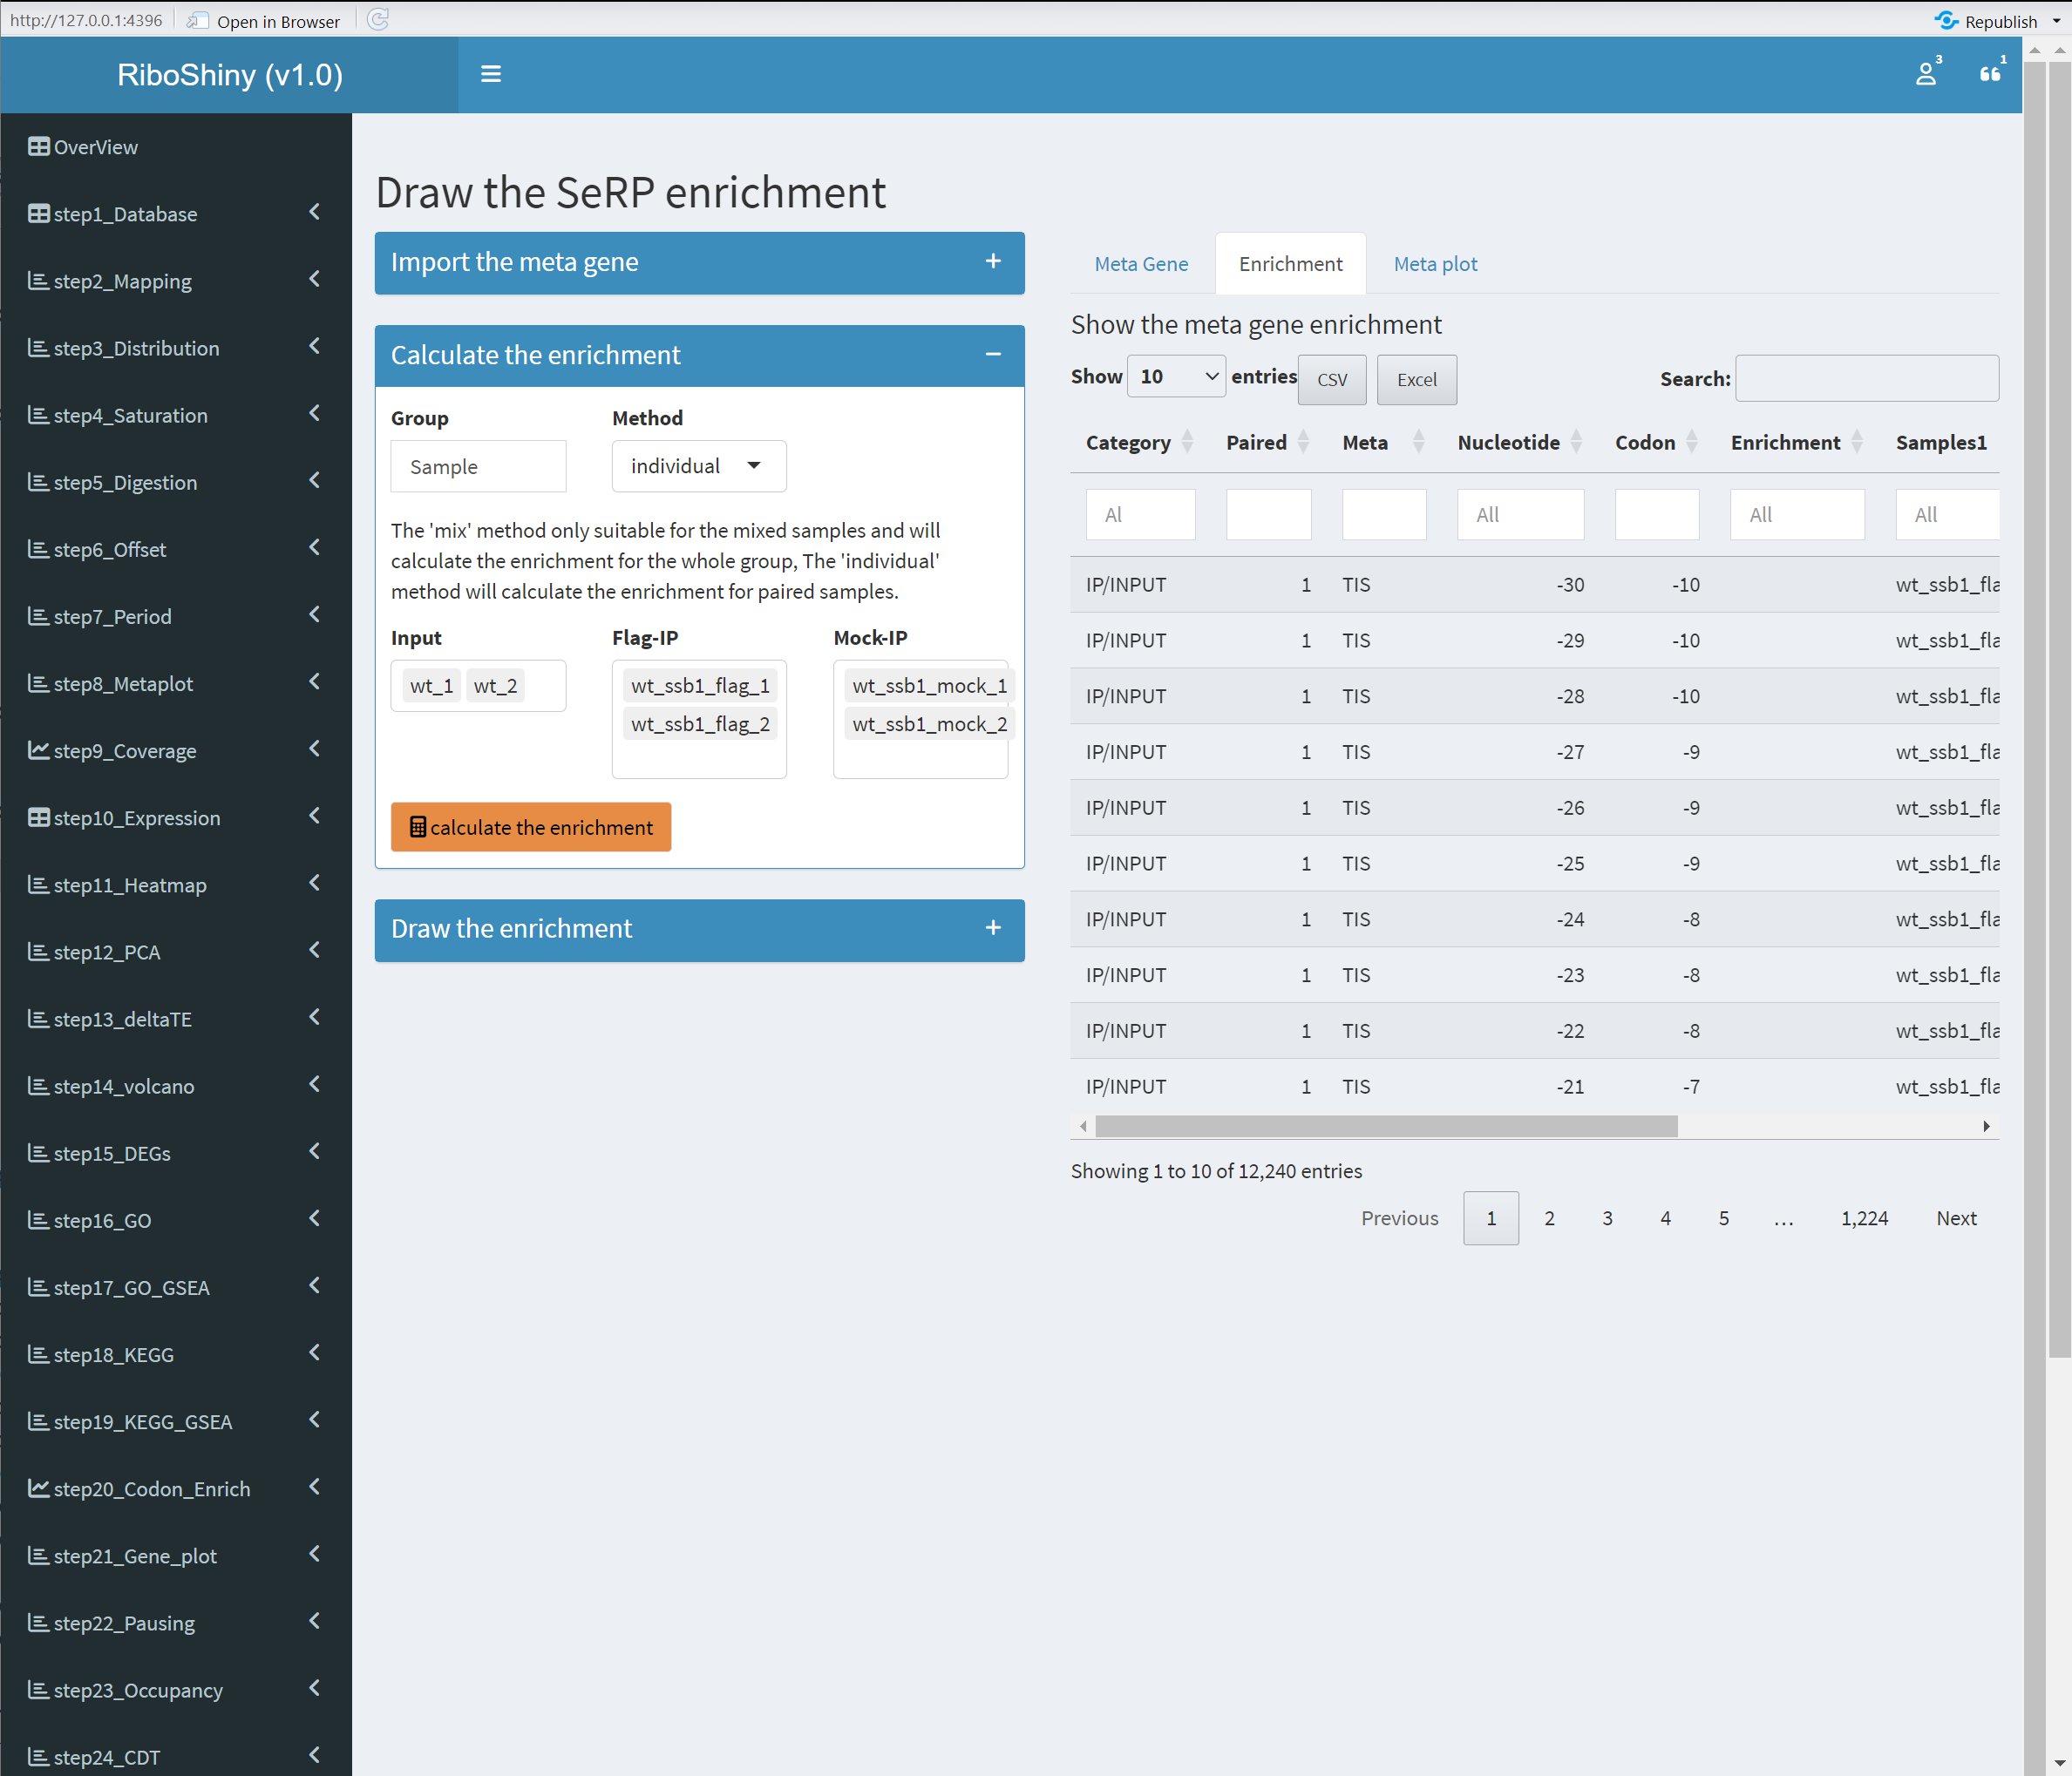 http://127.0.0.1:4396 Open in Browser Republish
RiboShiny (v1.0) 3 1
OverView
step1_Database
step2_Mapping
step3_Distribution
step4_Saturation
step5_Digestion
step6_Offset
step7_Period
step8_Metaplot
step9_Coverage
step10_Expression
step11_Heatmap
step12_PCA
step13_deltaTE
step14_volcano
step15_DEGs
step16_GO
step17_GO_GSEA
step18_KEGG
step19_KEGG_GSEA
step20_Codon_Enrich
step21_Gene_plot
step22_Pausing
step23_Occupancy
step24_CDT
Draw the SeRP enrichment
Import the meta gene +
Calculate the enrichment −
Group Method
Sample individual
The 'mix' method only suitable for the mixed samples and will
calculate the enrichment for the whole group, The 'individual'
method will calculate the enrichment for paired samples.
Input Flag-IP Mock-IP
wt_1 wt_2 wt_ssb1_flag_1 wt_ssb1_mock_1
wt_ssb1_flag_2 wt_ssb1_mock_2
calculate the enrichment
Draw the enrichment +
Meta Gene Enrichment Meta plot
Show the meta gene enrichment
Show 10 entries CSV Excel Search:
Category Paired Meta Nucleotide Codon Enrichment Samples1
Al All All All
IP/INPUT 1 TIS -30 -10 wt_ssb1_fla
IP/INPUT 1 TIS -29 -10 wt_ssb1_fla
IP/INPUT 1 TIS -28 -10 wt_ssb1_fla
IP/INPUT 1 TIS -27 -9 wt_ssb1_fla
IP/INPUT 1 TIS -26 -9 wt_ssb1_fla
IP/INPUT 1 TIS -25 -9 wt_ssb1_fla
IP/INPUT 1 TIS -24 -8 wt_ssb1_fla
IP/INPUT 1 TIS -23 -8 wt_ssb1_fla
IP/INPUT 1 TIS -22 -8 wt_ssb1_fla
IP/INPUT 1 TIS -21 -7 wt_ssb1_fla
Showing 1 to 10 of 12,240 entries
Previous 1 2 3 4 5 … 1,224 Next